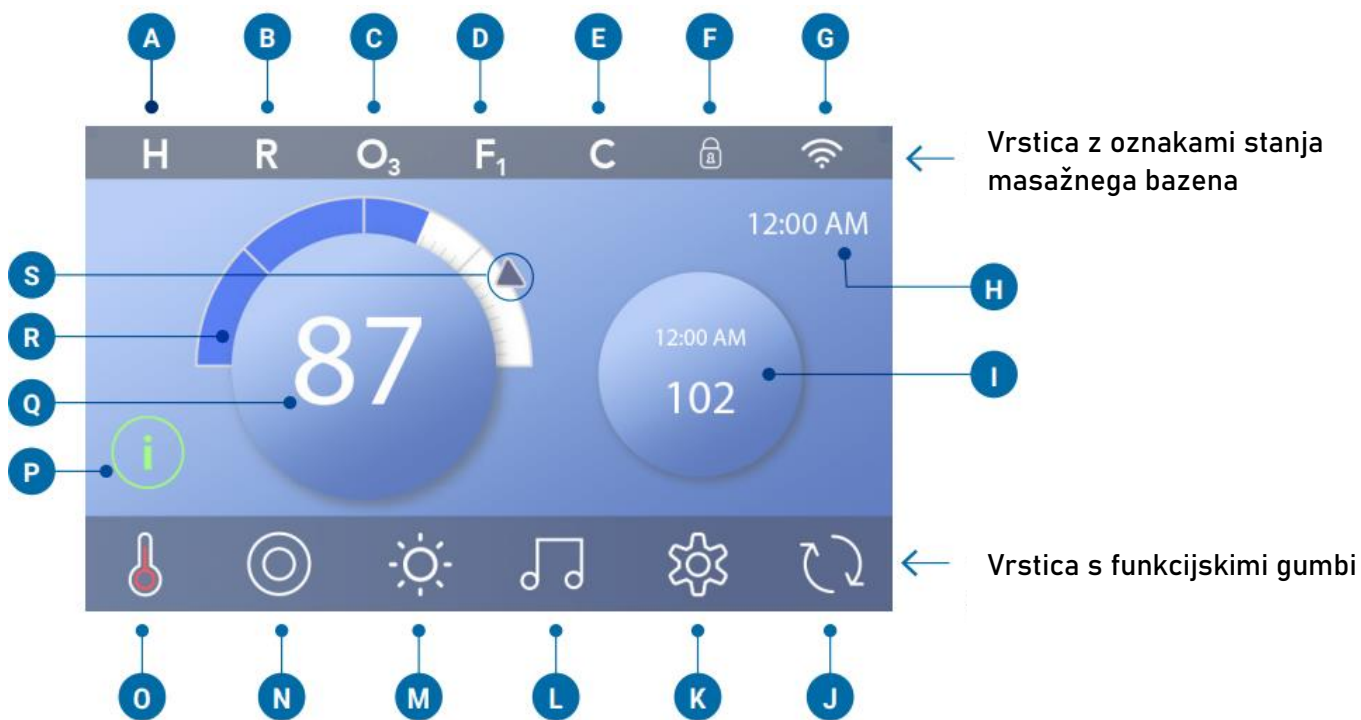 A B C D E F G
H R O₃ F₁ C
Vrstica z oznakami stanja
masažnega bazena
12:00 AM
S
H
R
12:00 AM
87
I
102
Q
i
P
Vrstica s funkcijskimi gumbi
O N M L K J